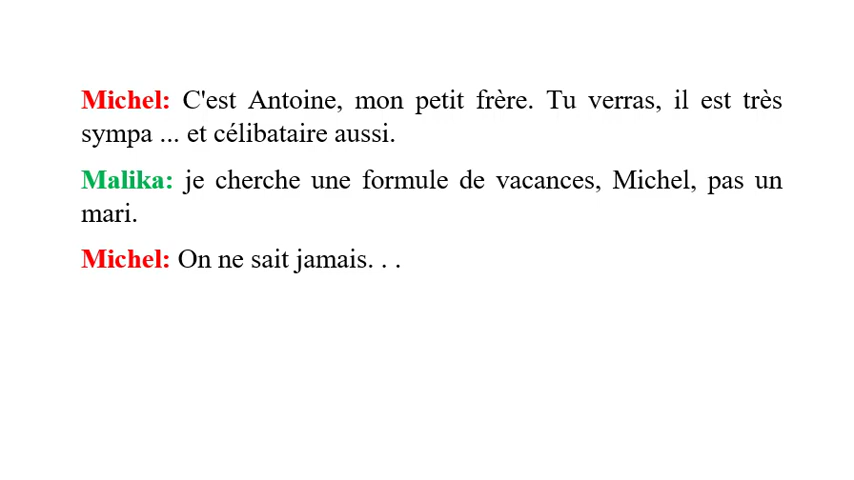 Michel: C'est Antoine, mon petit frère. Tu verras, il est très
sympa ... et célibataire aussi.
Malika: je cherche une formule de vacances, Michel, pas un
mari.
Michel: On ne sait jamais. . .